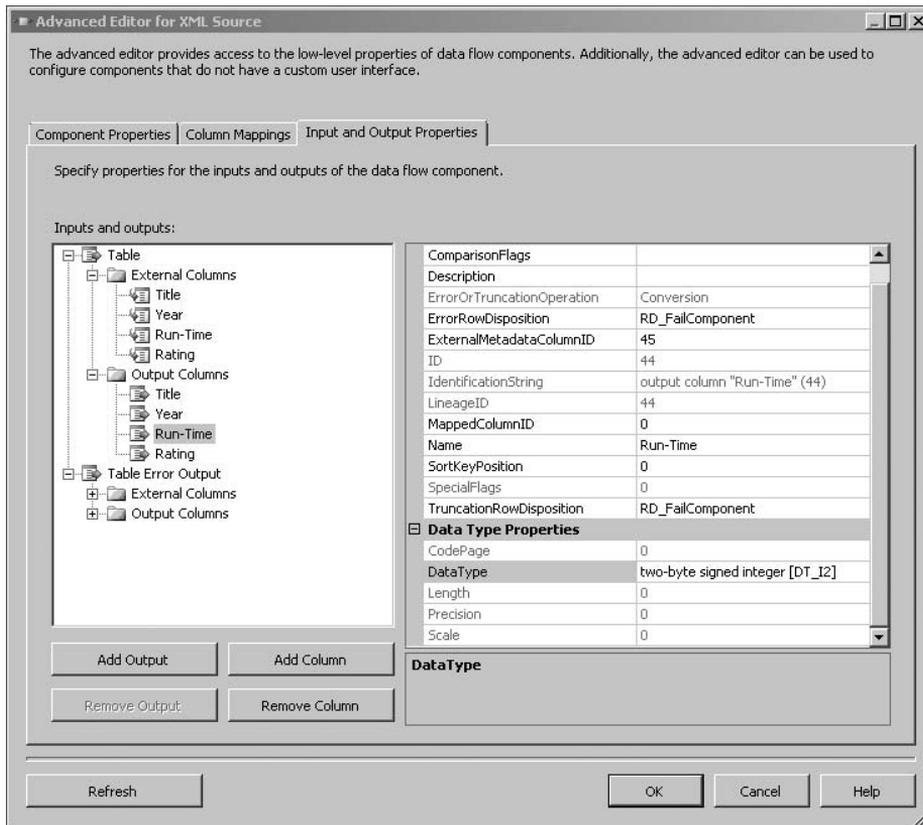 Advanced Editor for XML Source
The advanced editor provides access to the low-level properties of data flow components. Additionally, the advanced editor can be used to
configure components that do not have a custom user interface.
Component Properties Column Mappings Input and Output Properties
Specify properties for the inputs and outputs of the data flow component.
Inputs and outputs:
Table
External Columns
Title
Year
Run-Time
Rating
Output Columns
Title
Year
Run-Time
Rating
Table Error Output
External Columns
Output Columns
ComparisonFlags
Description
ErrorOrTruncationOperation Conversion
ErrorRowDisposition RD_FailComponent
ExternalMetadataColumnID 45
ID 44
IdentificationString output column "Run-Time" (44)
LineageID 44
MappedColumnID 0
Name Run-Time
SortKeyPosition 0
SpecialFlags 0
TruncationRowDisposition RD_FailComponent
Data Type Properties
CodePage 0
DataType two-byte signed integer [DT_I2]
Length 0
Precision 0
Scale 0
DataType
Add Output Add Column
Remove Output Remove Column
Refresh OK Cancel Help